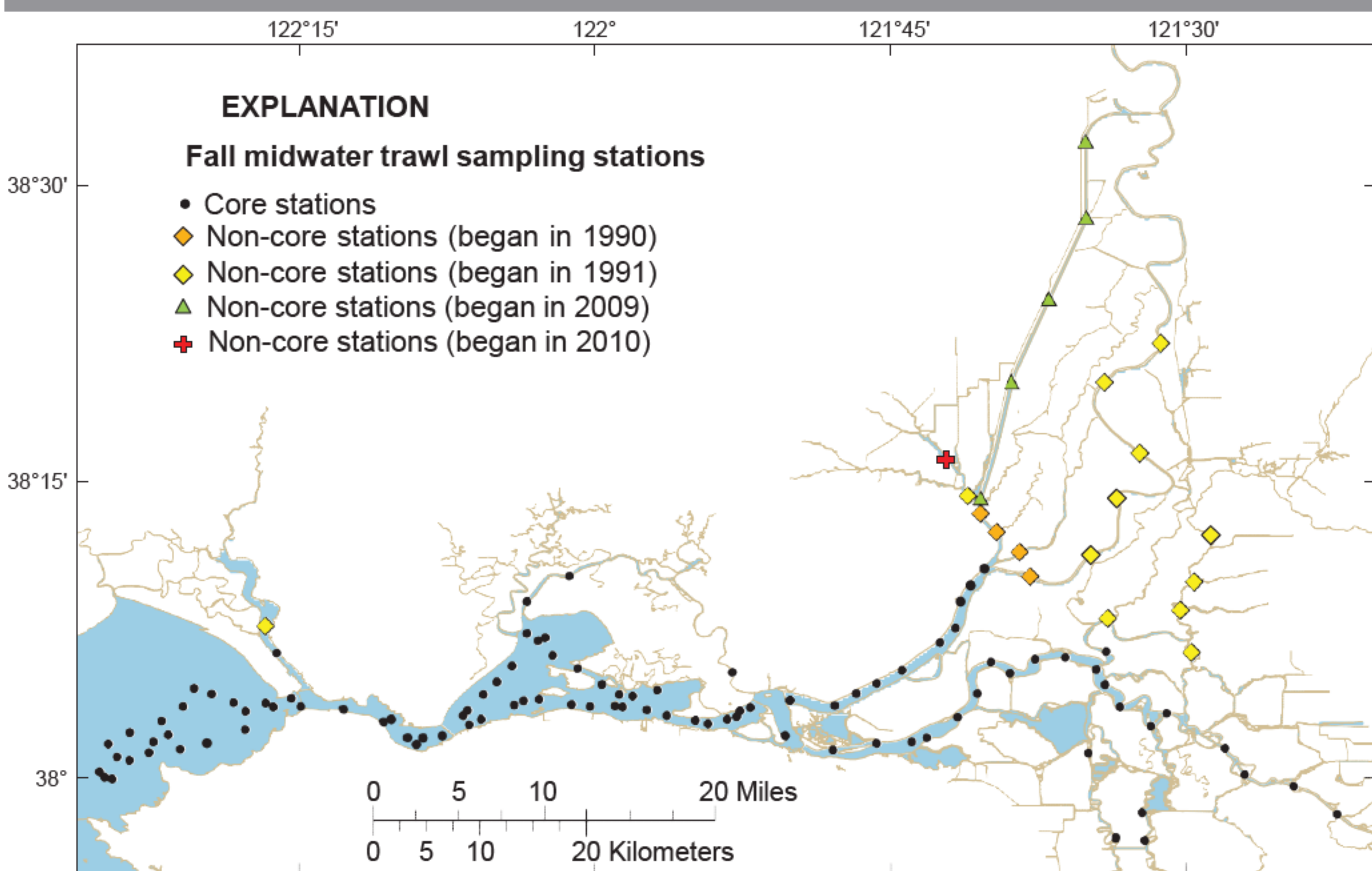 122°15' 122° 121°45' 121°30'
EXPLANATION
Fall midwater trawl sampling stations
38°30'
Core stations
Non-core stations (began in 1990)
Non-core stations (began in 1991)
Non-core stations (began in 2009)
Non-core stations (began in 2010)
38°15'
38°
0 5 10 20 Miles
0 5 10 20 Kilometers